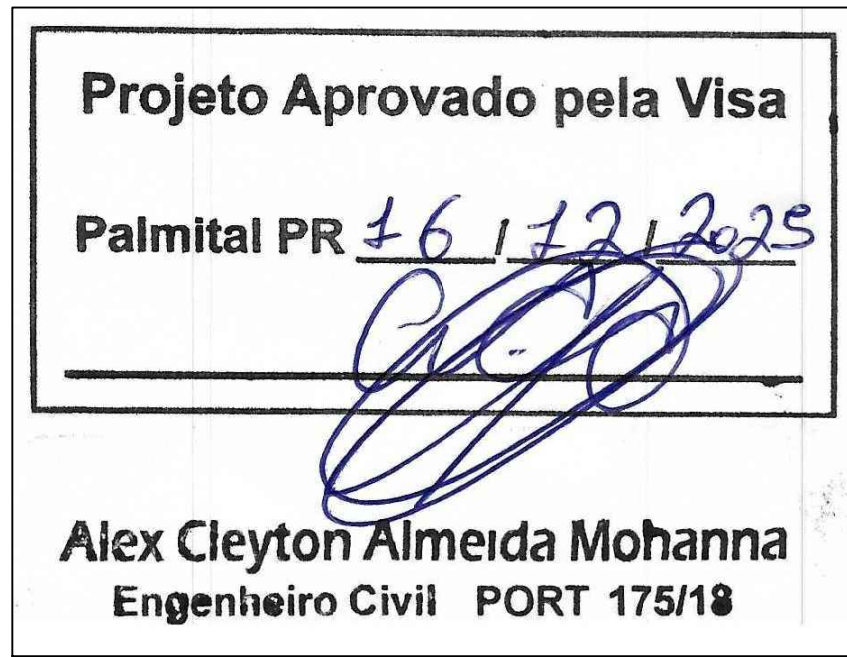 Projeto Aprovado pela Visa
Palmital PR 16 / 12 / 2025
Alex Cleyton Almeida Mohanna
Engenheiro Civil PORT 175/18